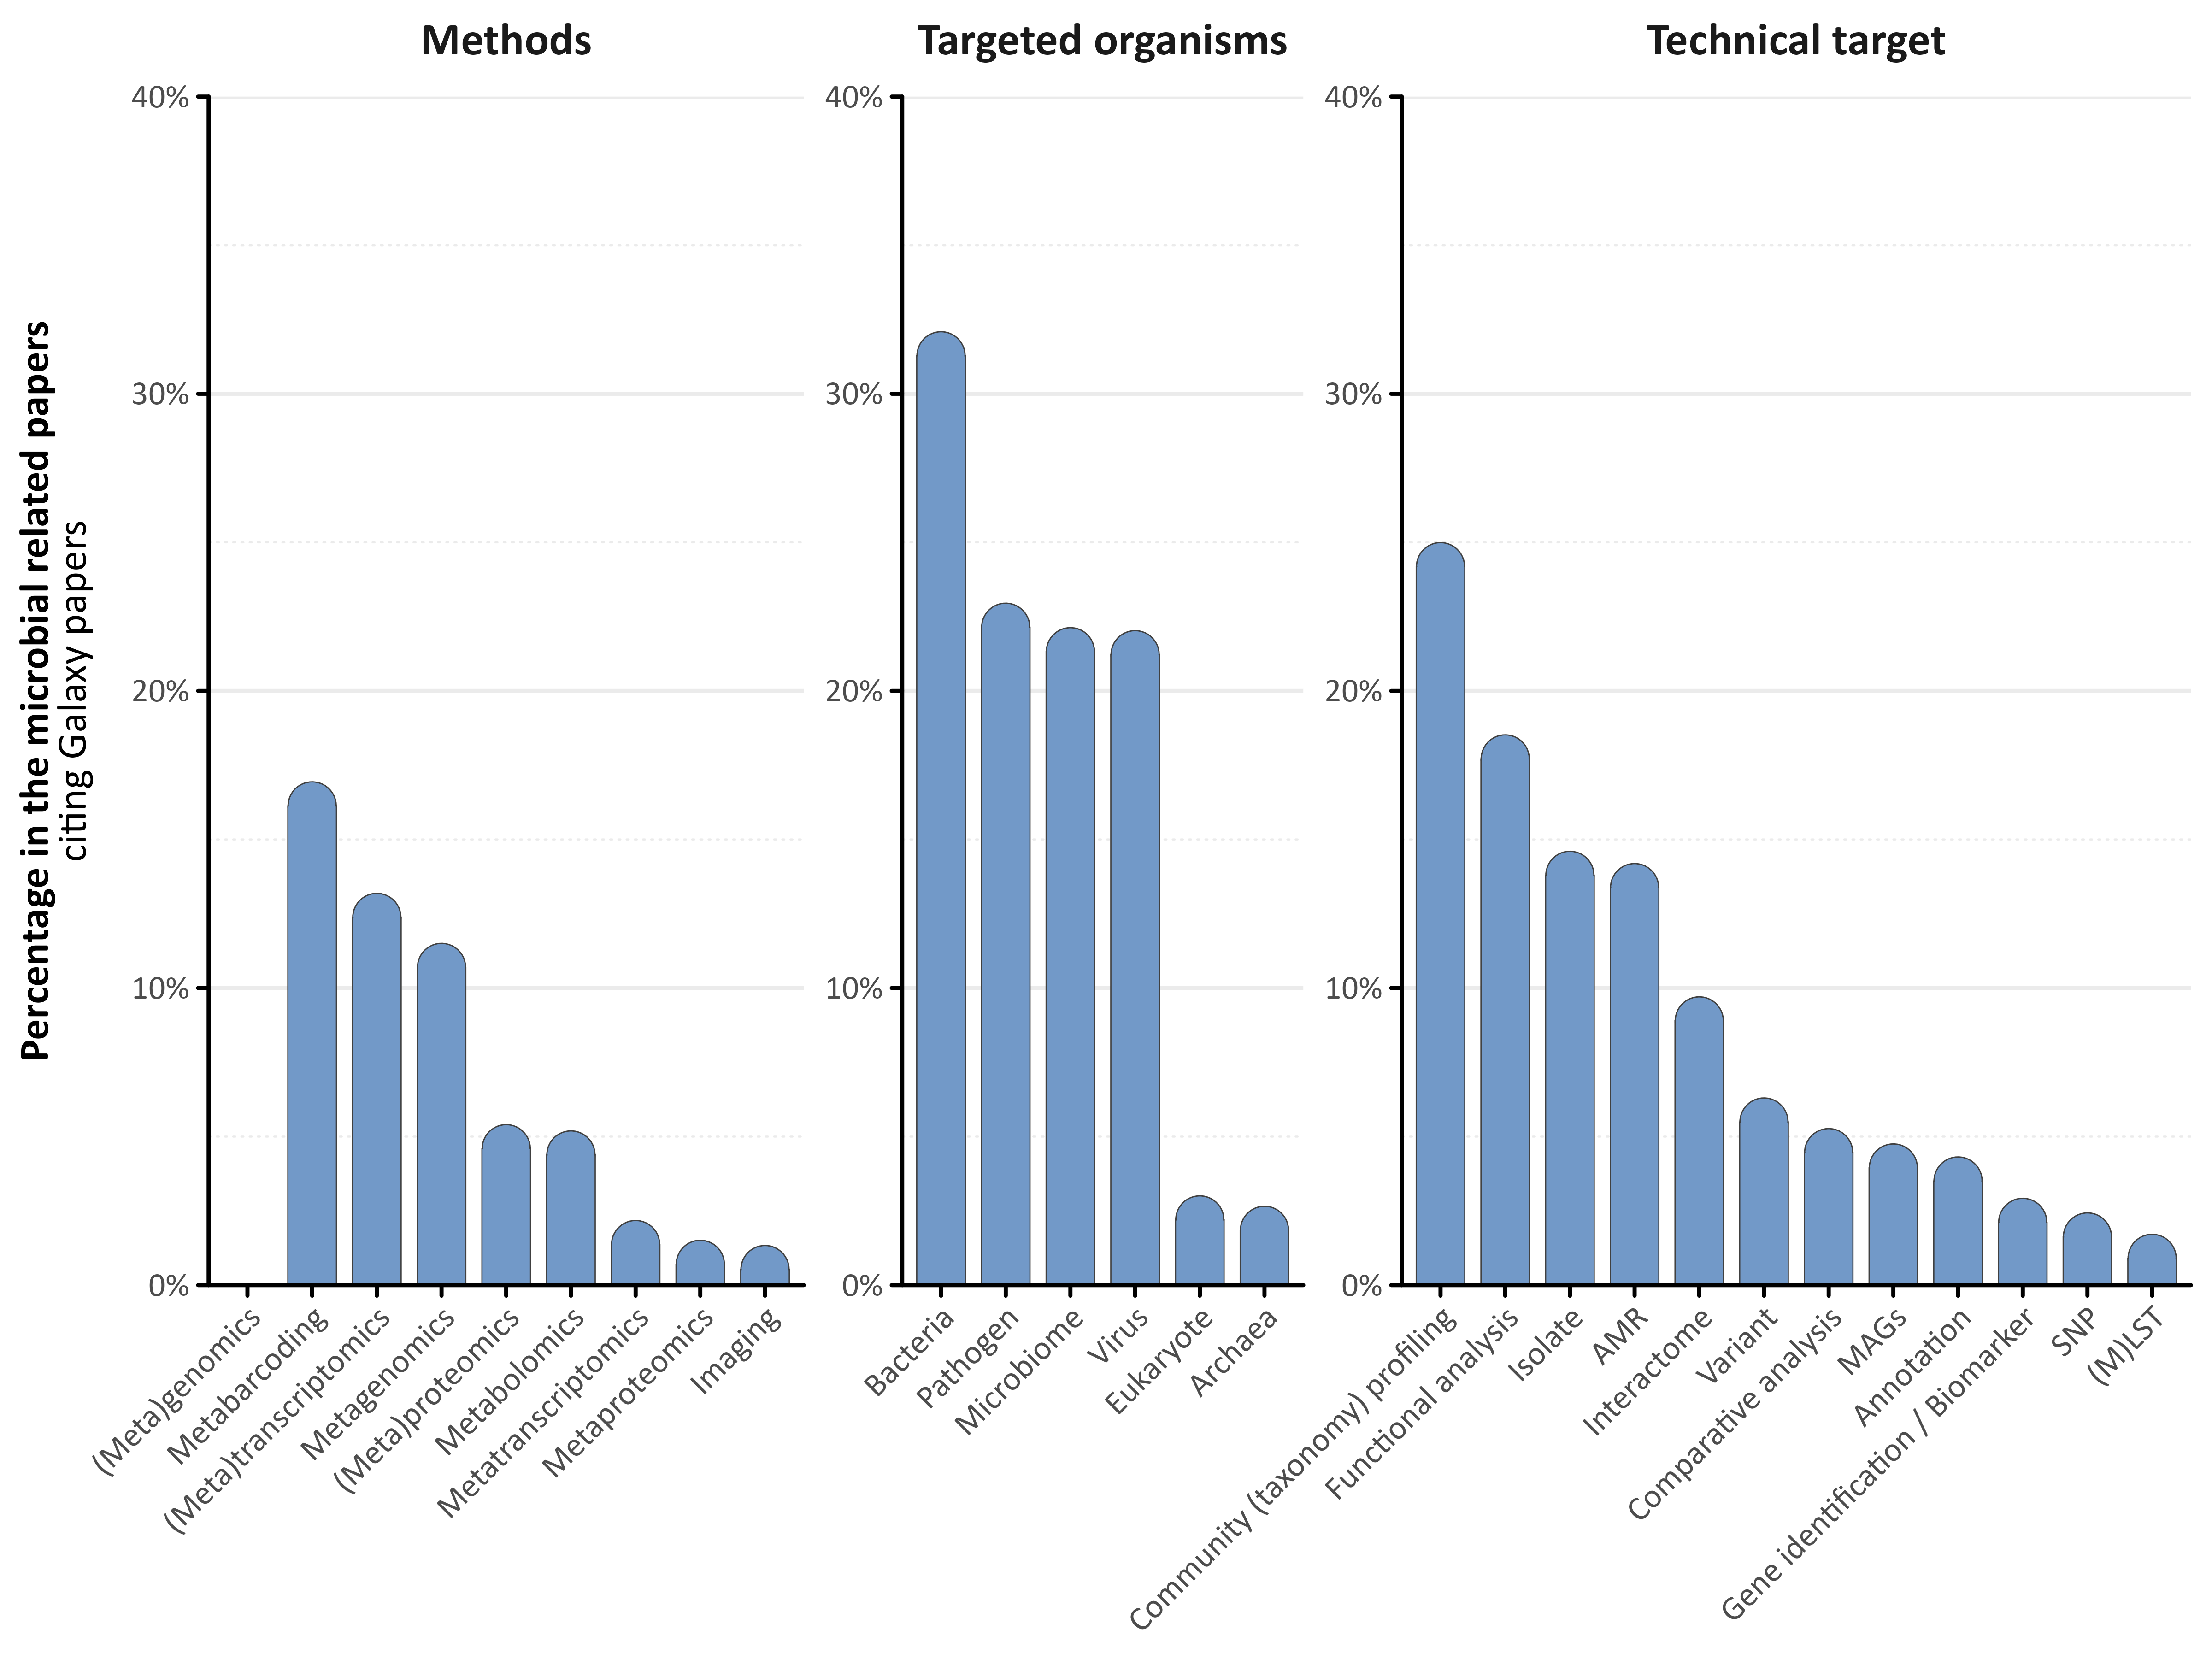 Methods
Targeted organisms
Technical target
Percentage in the microbial related papers
citing Galaxy papers
40%
30%
20%
10%
0%
(Meta)genomics
Metabarcoding
(Meta)transcriptomics
Metagenomics
(Meta)proteomics
Metabolomics
Metatranscriptomics
Metaproteomics
Imaging
40%
30%
20%
10%
0%
Bacteria
Pathogen
Microbiome
Virus
Eukaryote
Archaea
40%
30%
20%
10%
0%
Community (taxonomy) profiling
Functional analysis
Isolate
AMR
Interactome
Variant
Comparative analysis
MAGs
Annotation
Gene identification / Biomarker
SNP
(M)LST